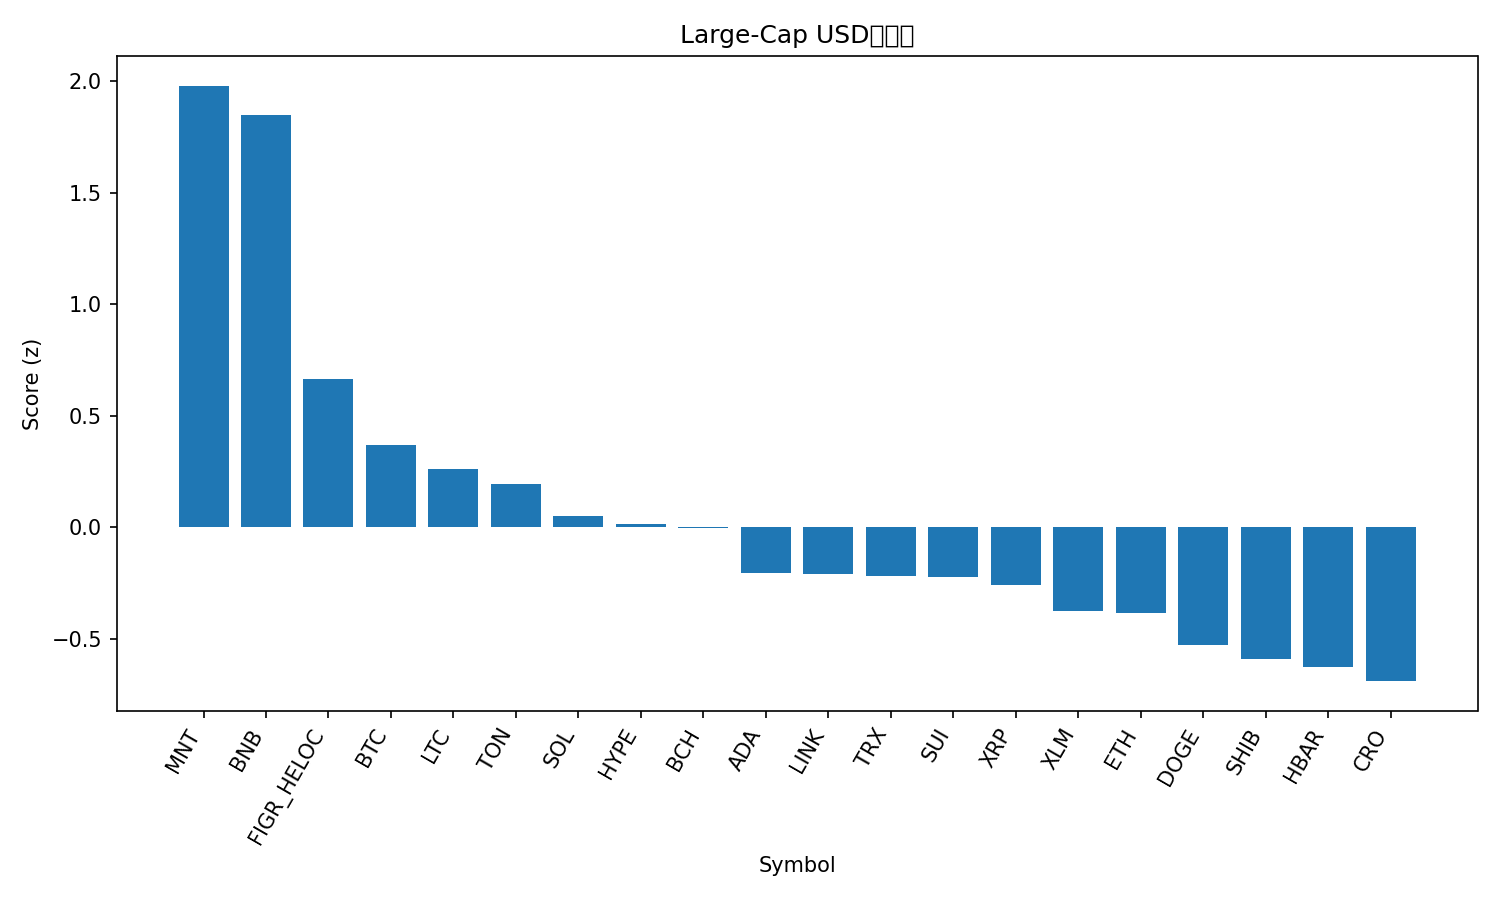 Large-Cap USD
2.0
1.5
1.0
0.5
0.0
−0.5
Score (z)
MNT
BNB
FIGR_HELOC
BTC
LTC
TON
SOL
HYPE
BCH
ADA
LINK
TRX
SUI
XRP
XLM
ETH
DOGE
SHIB
HBAR
CRO
Symbol